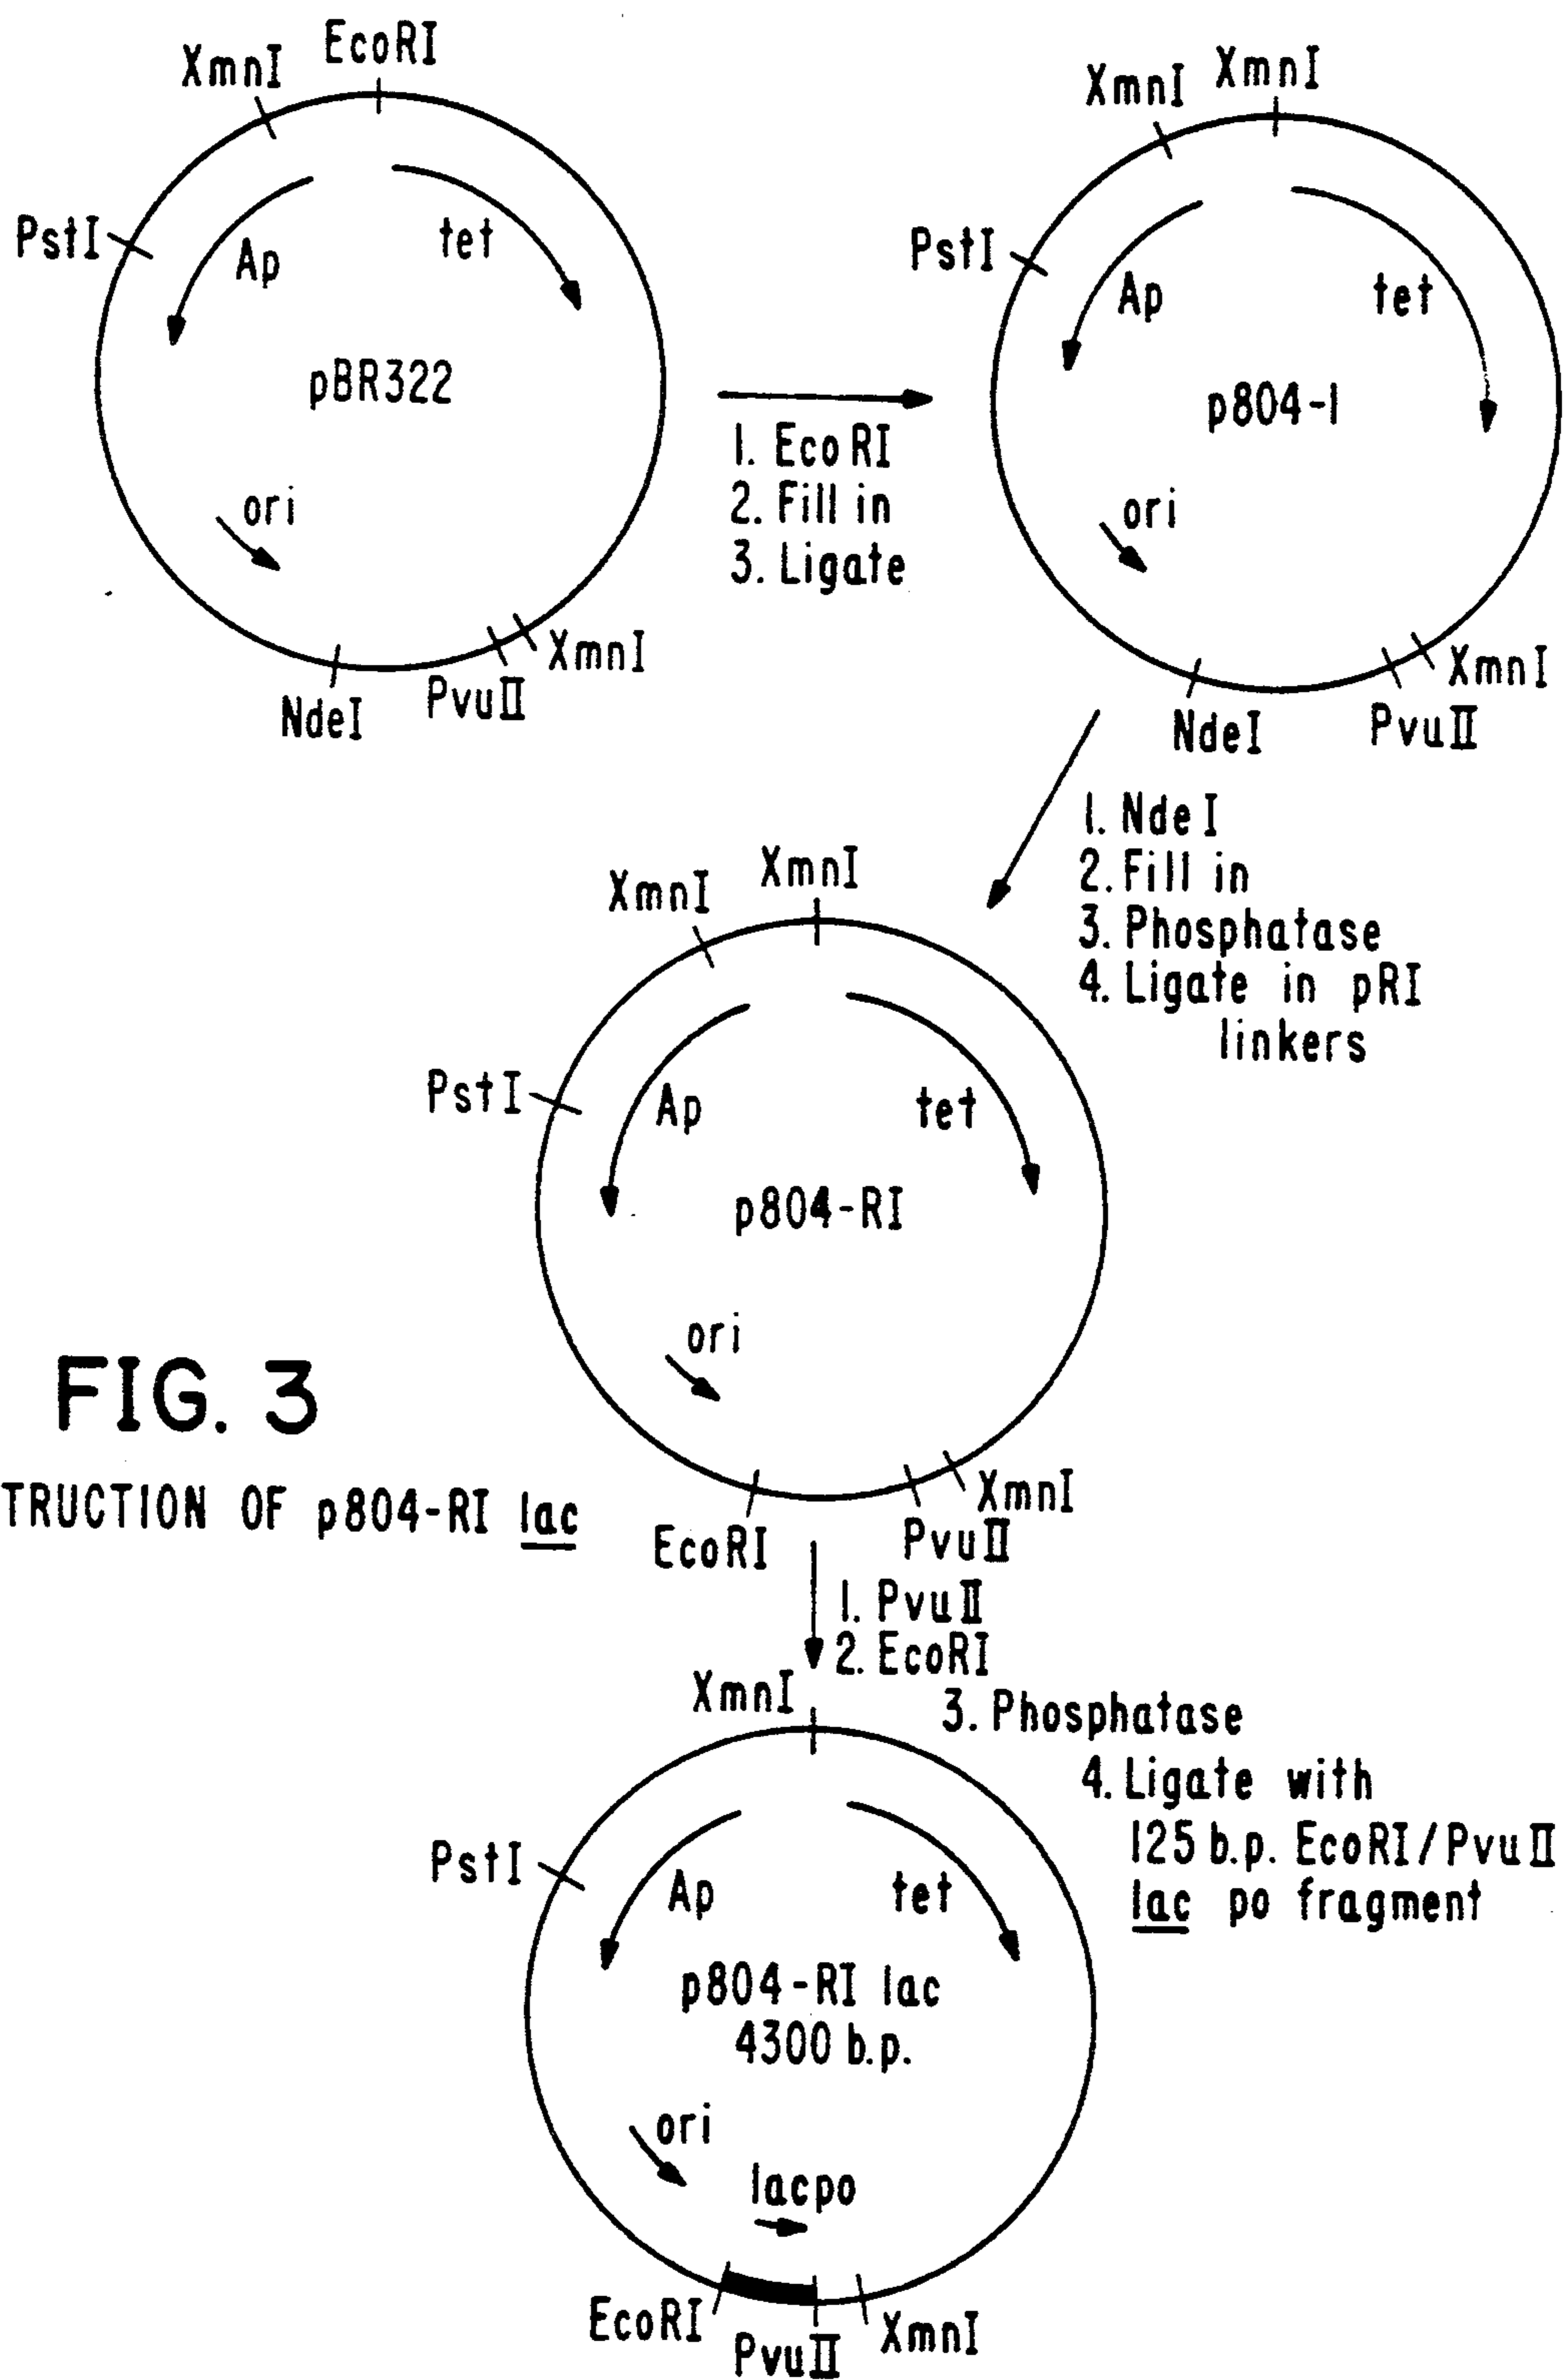 XmnI EcoRI
PstI
Ap
tet
pBR322
ori
NdeI
PvuII
XmnI
1. EcoRI
2. Fill in
3. Ligate
XmnI XmnI
PstI
Ap
tet
p804-1
ori
NdeI
PvuII
XmnI
1. NdeI
2. Fill in
3. Phosphatase
4. Ligate in pRI
linkers
XmnI XmnI
PstI
Ap
tet
p804-RI
ori
EcoRI
PvuII
XmnI
FIG. 3
TRUCTION OF p804-RI lac
1. PvuII
2. EcoRI
3. Phosphatase
4. Ligate with
125 b.p. EcoRI/PvuII
lac po fragment
XmnI
PstI
Ap
tet
p804-RI lac
4300 b.p.
ori
lacpo
EcoRI
PvuII
XmnI